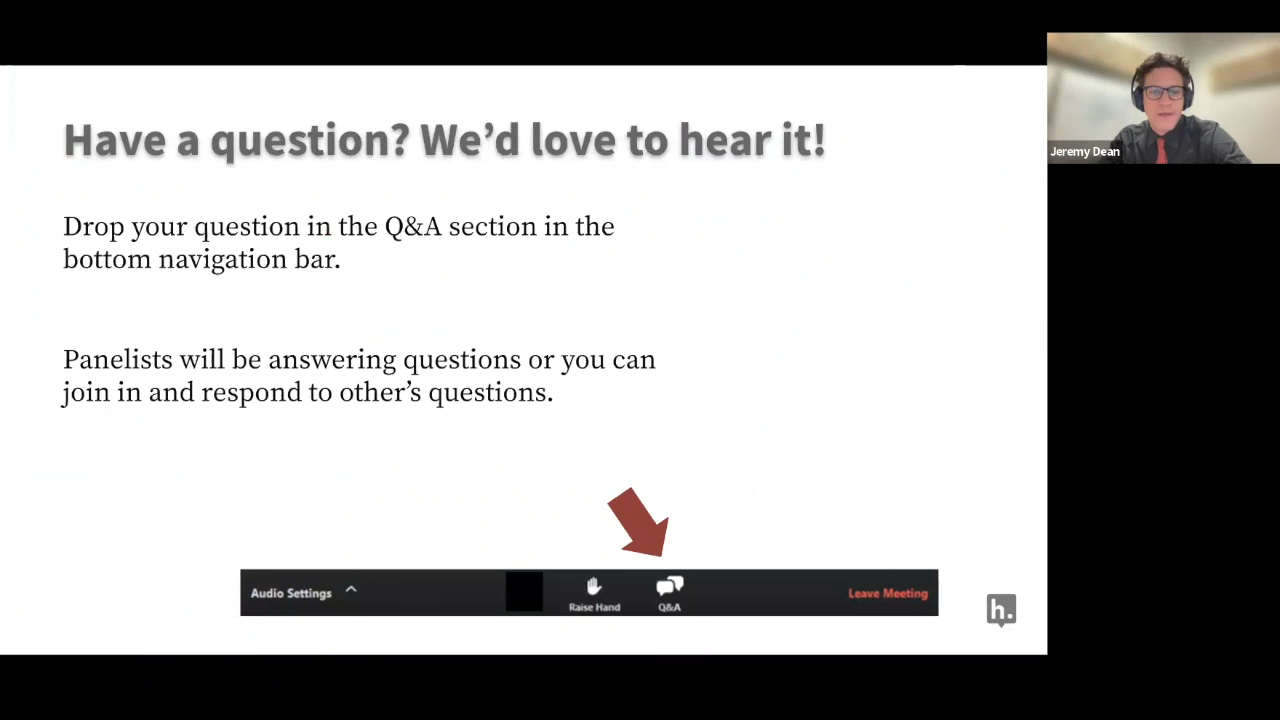 Have a question? We’d love to hear it!
Drop your question in the Q&A section in the
bottom navigation bar.
Panelists will be answering questions or you can
join in and respond to other’s questions.
Audio Settings
Raise Hand
Q&A
Leave Meeting
h.
Jeremy Dean